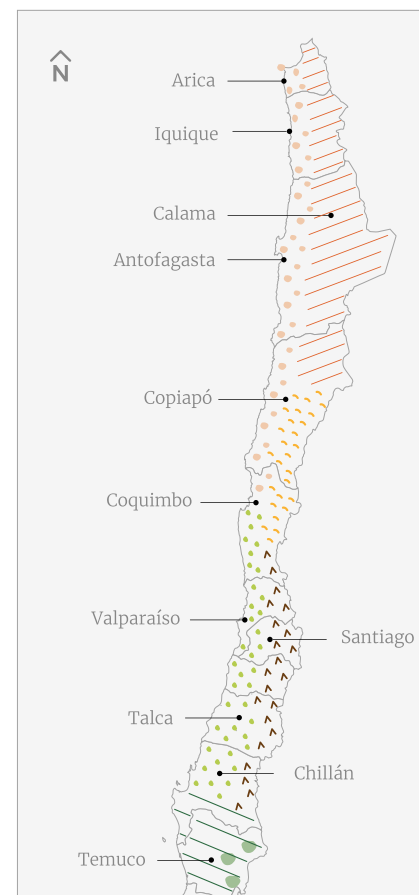 N
Arica
Iquique
Calama
Antofagasta
Copiapó
Coquimbo
Valparaíso
Santiago
Talca
Chillán
Temuco